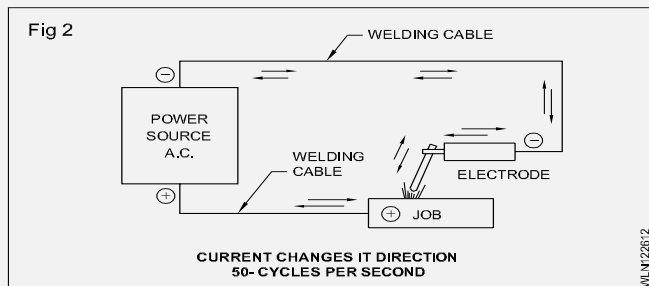 Fig 2
WELDING CABLE
−
POWER
SOURCE
A.C.
WELDING
CABLE
−
ELECTRODE
+
+ JOB
CURRENT CHANGES IT DIRECTION
50- CYCLES PER SECOND
WLN122612